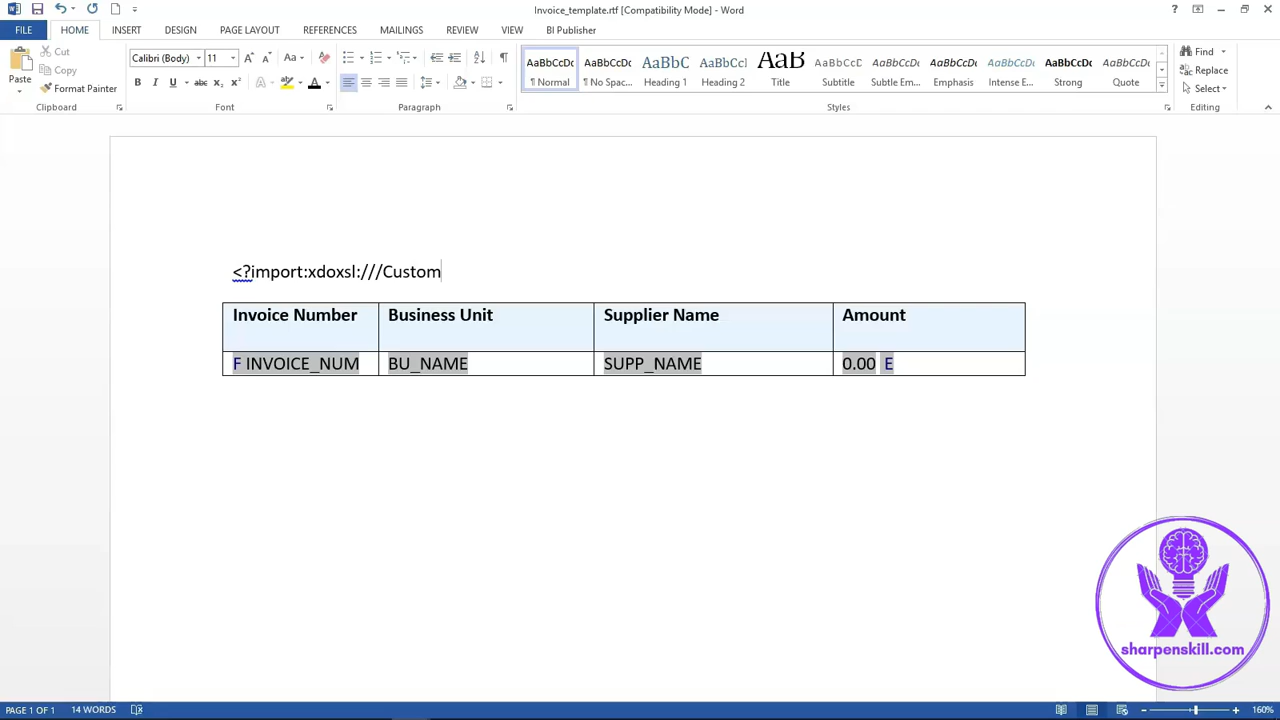 Invoice_template.rtf [Compatibility Mode] - Word
FILE HOME INSERT DESIGN PAGE LAYOUT REFERENCES MAILINGS REVIEW VIEW BI Publisher
Paste
Cut
Copy
Format Painter
Calibri (Body) 11
AaBbCcDc AaBbCcDc AaBbC AaBbCc AaB AaBbCcD AaBbCcDc AaBbCcDc AaBbCcDc AaBbCcDc AaBbCcDc
¶ Normal ¶ No Spac... Heading 1 Heading 2 Title Subtitle Subtle Em... Emphasis Intense E... Strong Quote
Find
Replace
Select
Clipboard Font Paragraph Styles Editing
<?import:xdoxsl:///Custom
Invoice Number Business Unit Supplier Name Amount
F INVOICE_NUM BU_NAME SUPP_NAME 0.00 E
sharpenskill.com
PAGE 1 OF 1 14 WORDS 160%